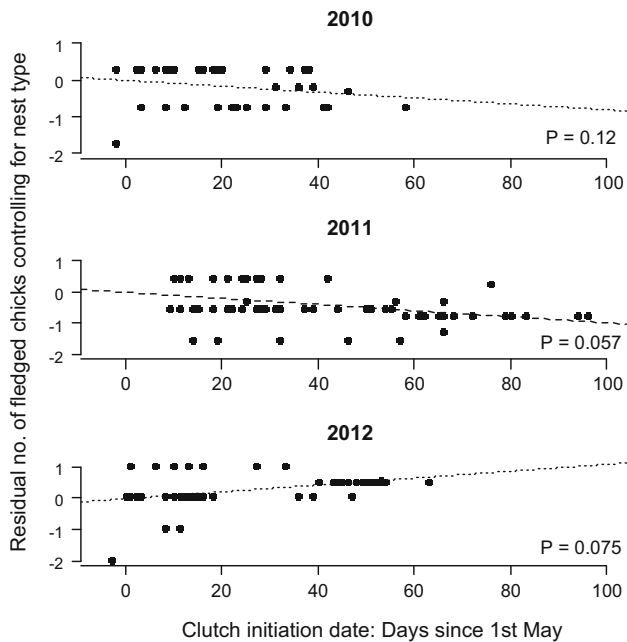 2010
1
0
-1
-2
P = 0.12
0 20 40 60 80 100
2011
1
0
-1
-2
P = 0.057
0 20 40 60 80 100
2012
1
0
-1
-2
P = 0.075
0 20 40 60 80 100
Residual no. of fledged chicks controlling for nest type
Clutch initiation date: Days since 1st May